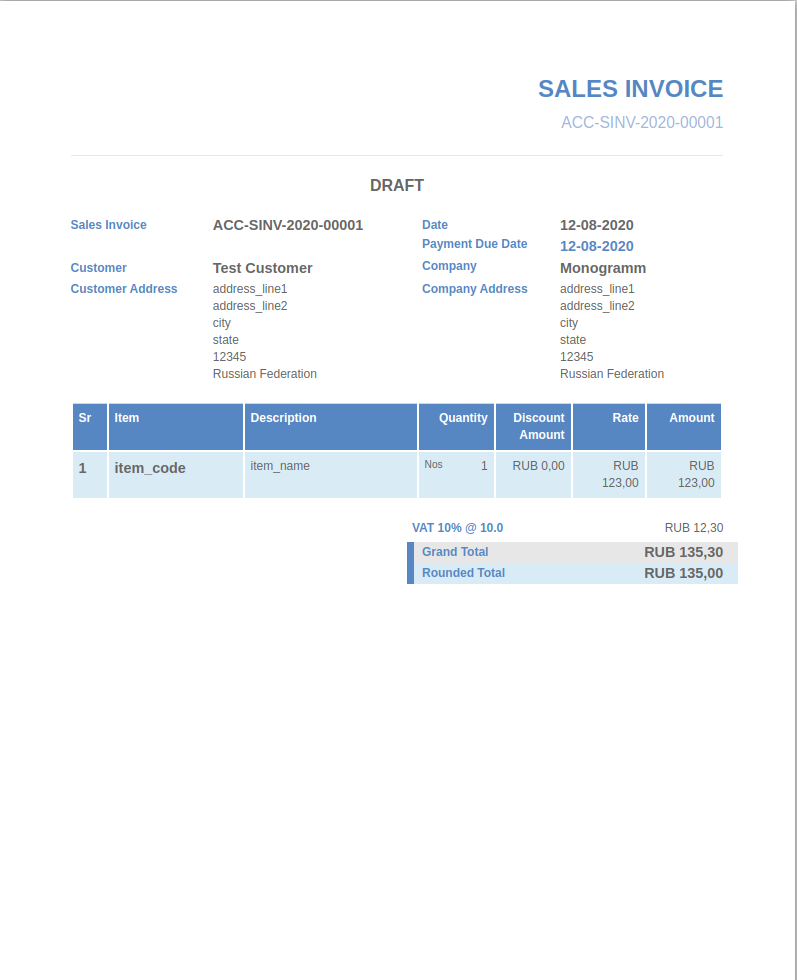 SALES INVOICE
ACC-SINV-2020-00001
DRAFT
Sales Invoice ACC-SINV-2020-00001 Date 12-08-2020
Payment Due Date 12-08-2020
Customer Test Customer Company Monogramm
Customer Address address_line1 Company Address address_line1
address_line2 address_line2
city city
state state
12345 12345
Russian Federation Russian Federation
Sr Item Description Quantity Discount Rate Amount
Amount
1 item_code item_name Nos 1 RUB 0,00 RUB RUB
123,00 123,00
VAT 10% @ 10.0 RUB 12,30
Grand Total RUB 135,30
Rounded Total RUB 135,00